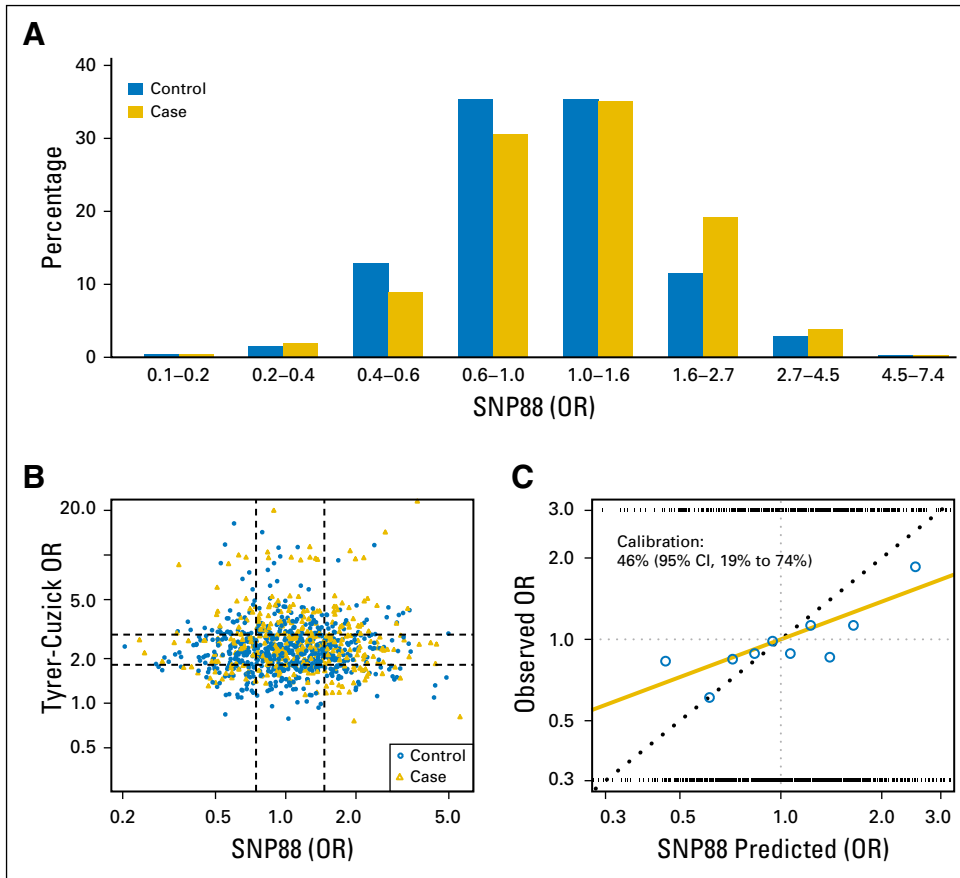 A
40
30
20
10
0
Percentage
Control
Case
0.1–0.2 0.2–0.4 0.4–0.6 0.6–1.0 1.0–1.6 1.6–2.7 2.7–4.5 4.5–7.4
SNP88 (OR)
B
20.0
5.0
2.0
1.0
0.5
Tyrer-Cuzick OR
Control
Case
0.2 0.5 1.0 2.0 5.0
SNP88 (OR)
C
3.0
2.0
1.0
0.5
0.3
Observed OR
Calibration:
46% (95% CI, 19% to 74%)
0.3 0.5 1.0 2.0 3.0
SNP88 Predicted (OR)